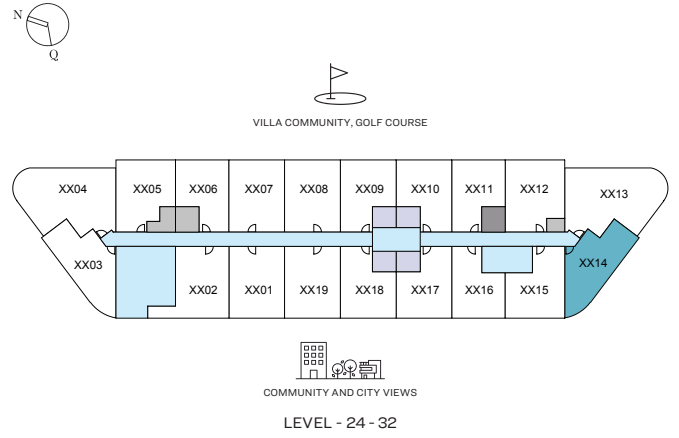 N
Q
VILLA COMMUNITY, GOLF COURSE
XX04 XX05 XX06 XX07 XX08 XX09 XX10 XX11 XX12 XX13
XX03 XX02 XX01 XX19 XX18 XX17 XX16 XX15 XX14
COMMUNITY AND CITY VIEWS
LEVEL - 24 - 32